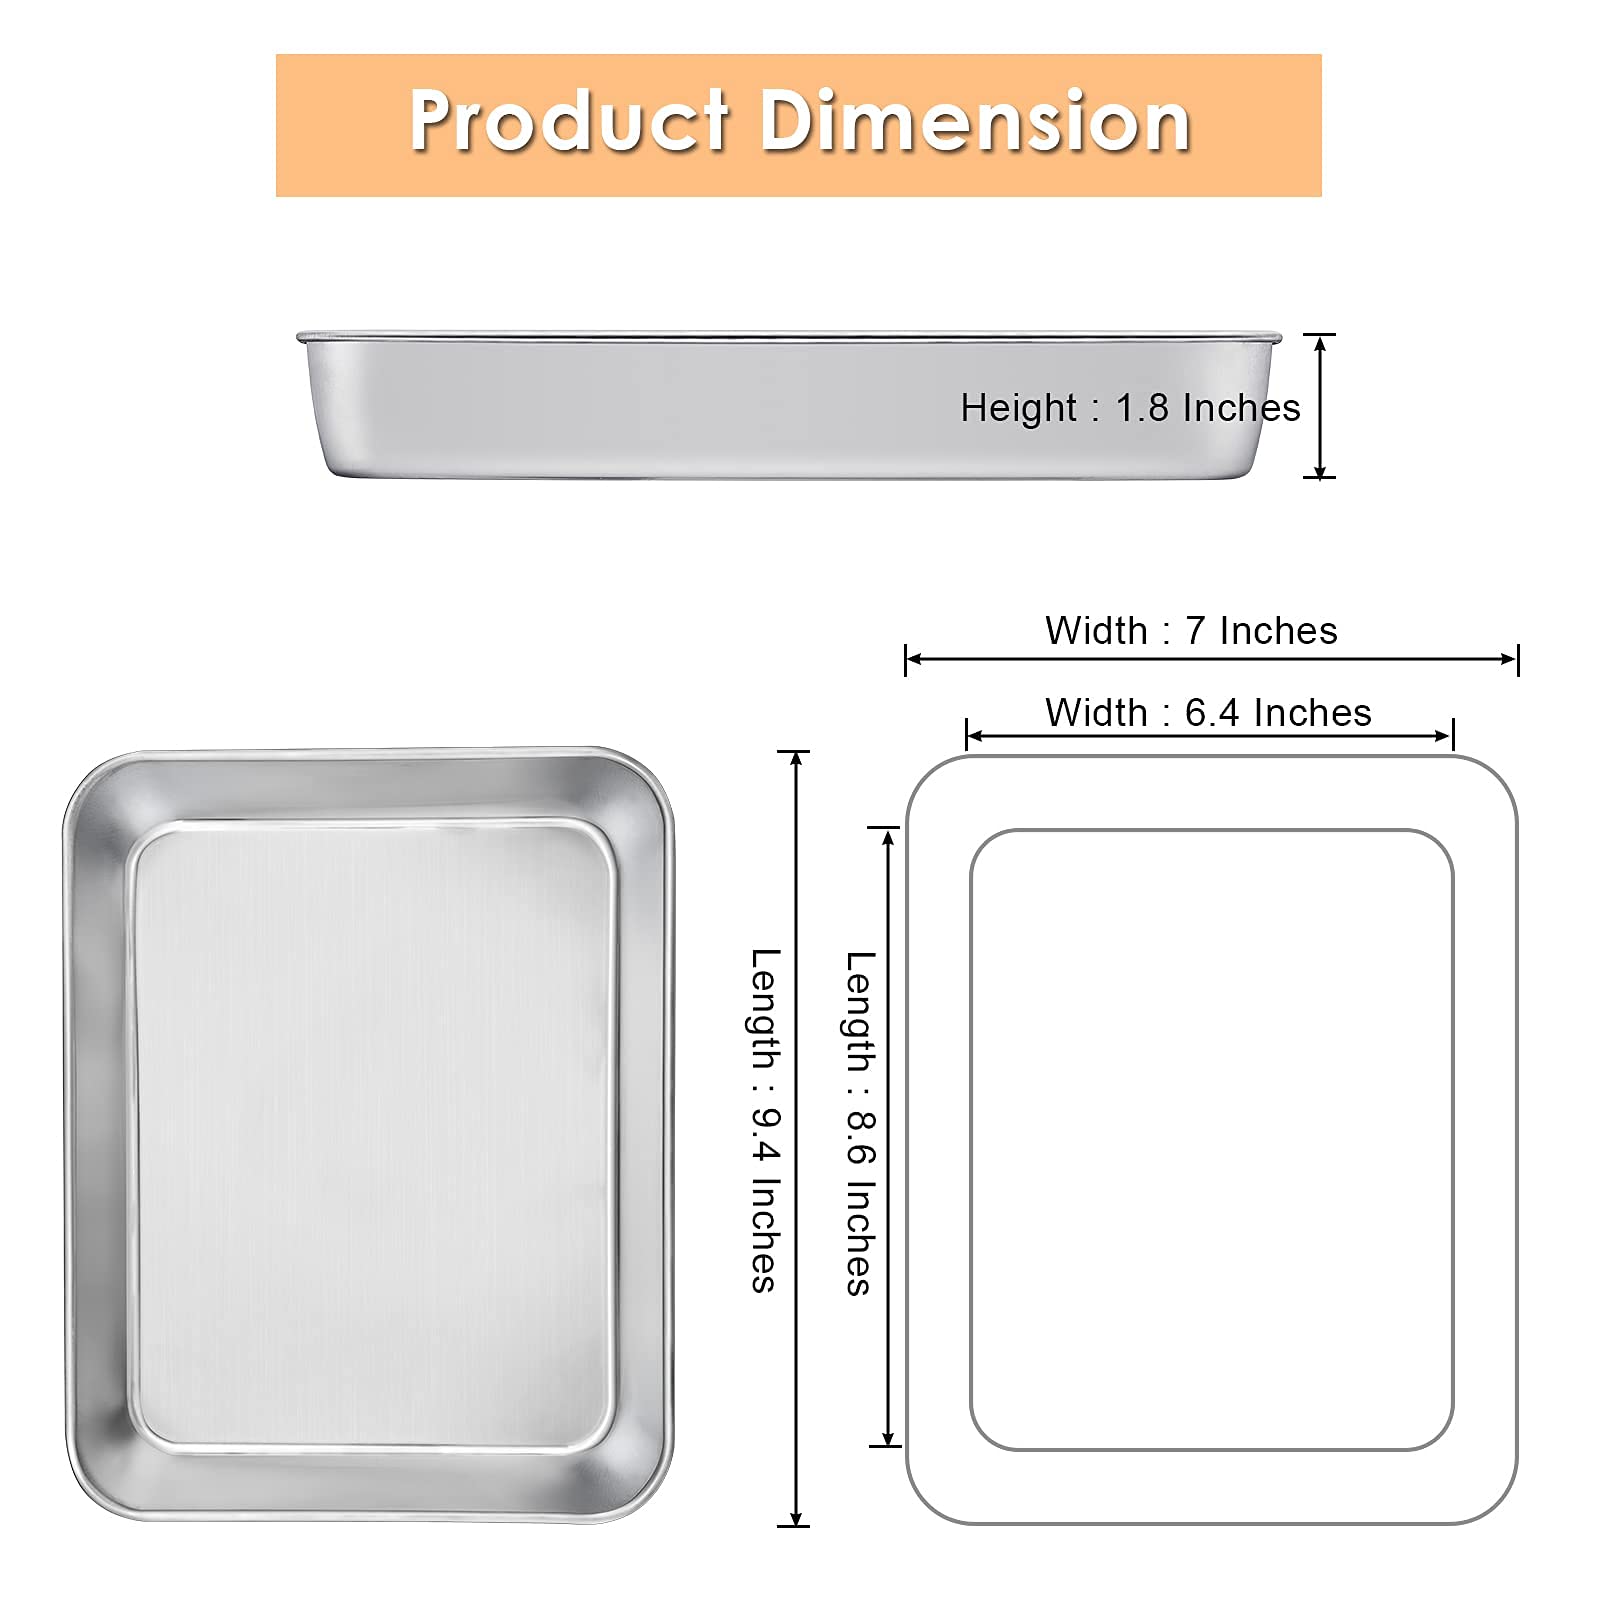 Product Dimension
Height : 1.8 Inches
Width : 7 Inches
Width : 6.4 Inches
Length : 9.4 Inches
Length : 8.6 Inches